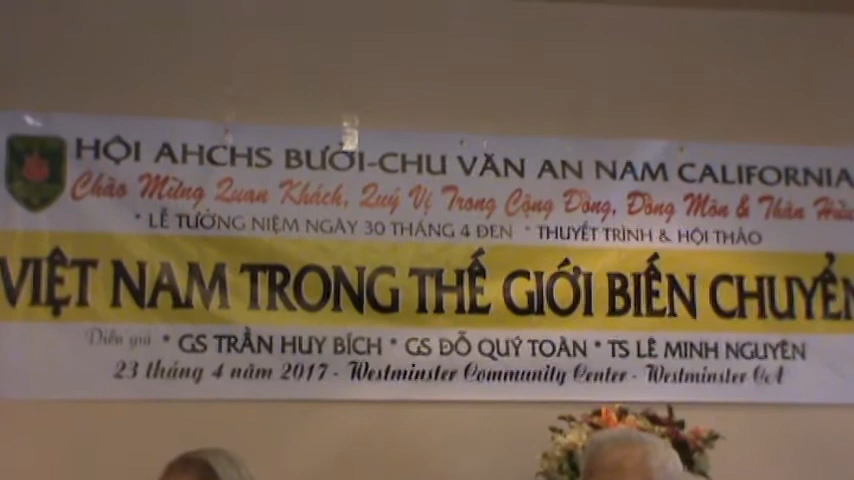 HỘI AHCHS BƯỞI-CHU VĂN AN NAM CALIFORNIA
Chào Mừng Quan Khách, Quý Vị Trong Cộng Đồng, Đồng Môn & Thân Hữu
* LỄ TƯỞNG NIỆM NGÀY 30 THÁNG 4 ĐEN * THUYẾT TRÌNH & HỘI THẢO
VIỆT NAM TRONG THẾ GIỚI BIẾN CHUYỂN
Diễn giả * GS TRẦN HUY BÍCH * GS ĐỖ QUÝ TOÀN * TS LÊ MINH NGUYÊN
23 tháng 4 năm 2017 - Westminster Community Center - Westminster CA